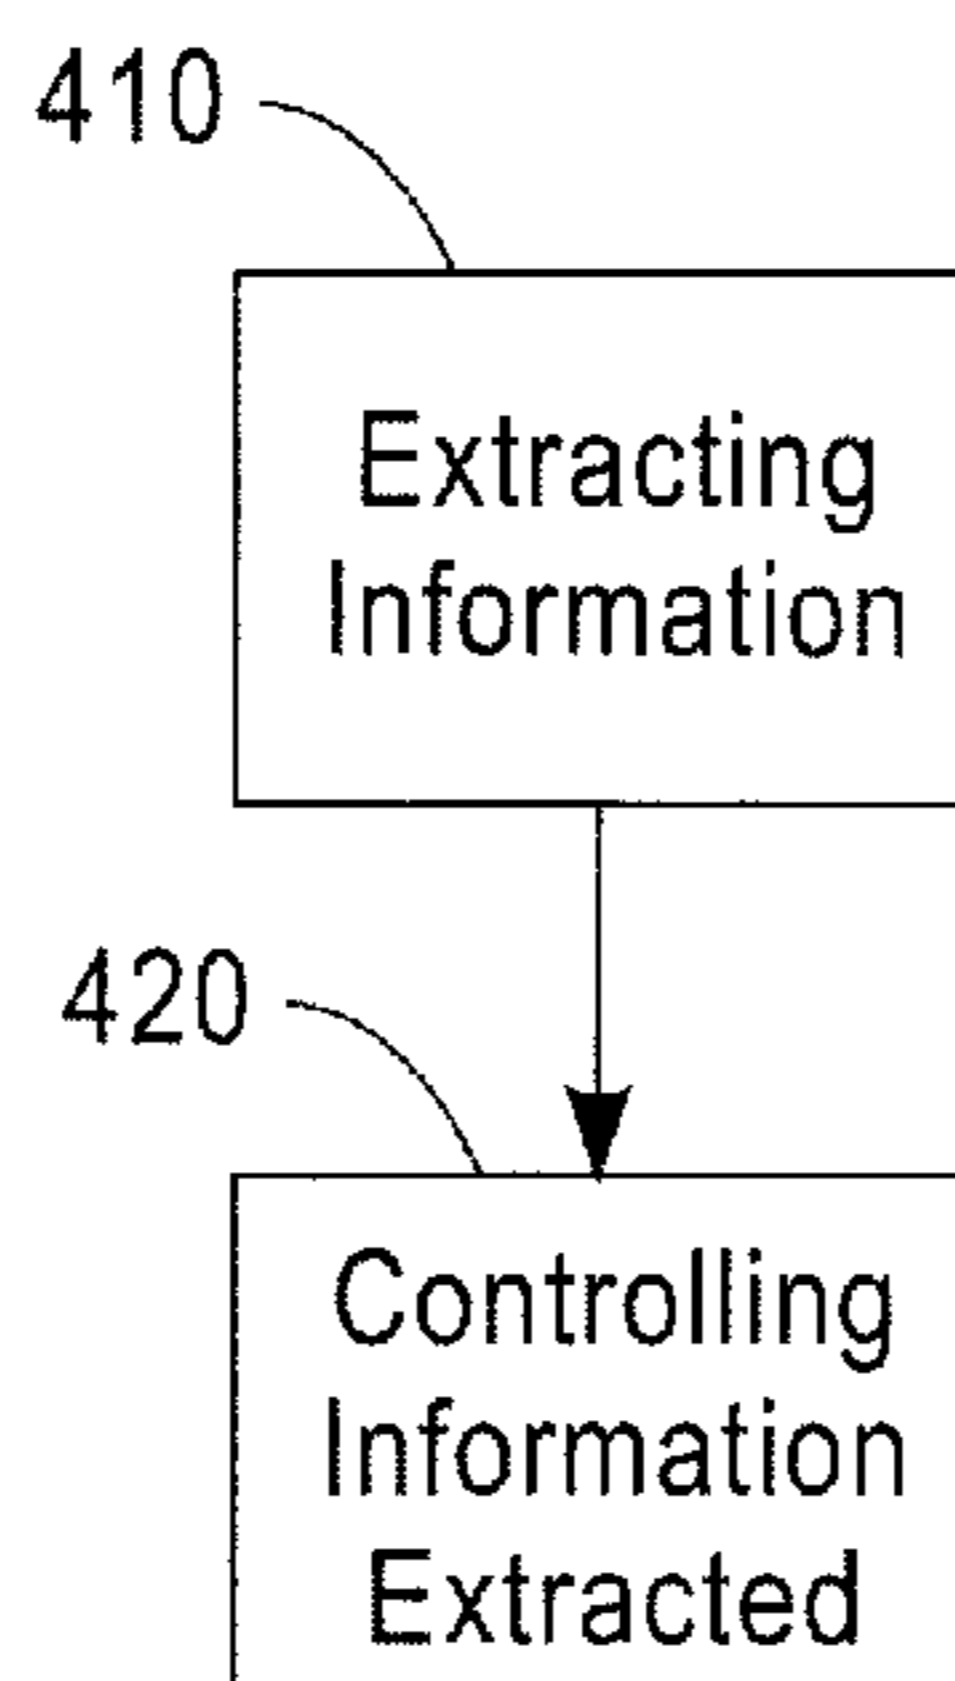 410
Extracting
Information
420
Controlling
Information
Extracted